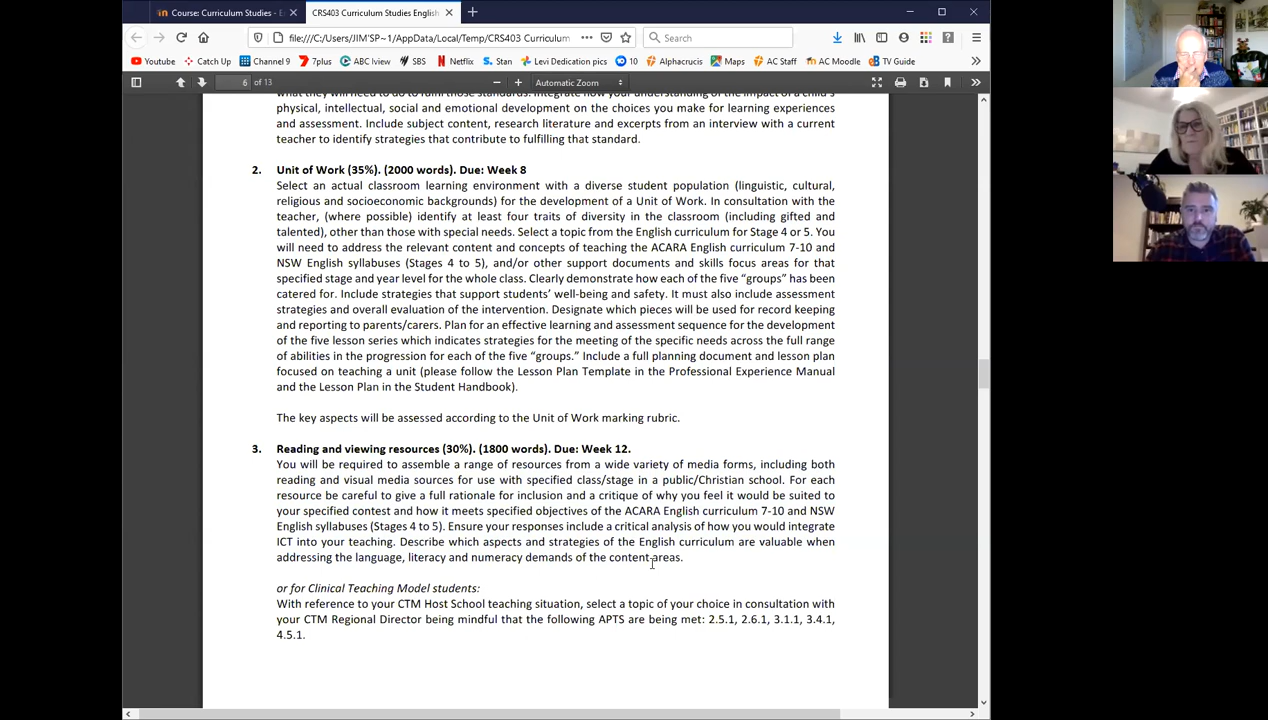 Course: Curriculum Studies - E
CRS403 Curriculum Studies English
file:///C:/Users/JIM'SP~1/AppData/Local/Temp/CRS403 Curriculum
Search
Youtube Catch Up Channel 9 7plus ABC Iview SBS Netflix Stan Levi Dedication pics 10 Alphacrucis Maps AC Staff AC Moodle TV Guide
6 of 13 Automatic Zoom
what they will need to do to fulfil those standards. Integrate how your understanding of the impact of a child's
physical, intellectual, social and emotional development on the choices you make for learning experiences
and assessment. Include subject content, research literature and excerpts from an interview with a current
teacher to identify strategies that contribute to fulfilling that standard.
2. Unit of Work (35%). (2000 words). Due: Week 8
Select an actual classroom learning environment with a diverse student population (linguistic, cultural,
religious and socioeconomic backgrounds) for the development of a Unit of Work. In consultation with the
teacher, (where possible) identify at least four traits of diversity in the classroom (including gifted and
talented), other than those with special needs. Select a topic from the English curriculum for Stage 4 or 5. You
will need to address the relevant content and concepts of teaching the ACARA English curriculum 7-10 and
NSW English syllabuses (Stages 4 to 5), and/or other support documents and skills focus areas for that
specified stage and year level for the whole class. Clearly demonstrate how each of the five “groups” has been
catered for. Include strategies that support students’ well-being and safety. It must also include assessment
strategies and overall evaluation of the intervention. Designate which pieces will be used for record keeping
and reporting to parents/carers. Plan for an effective learning and assessment sequence for the development
of the five lesson series which indicates strategies for the meeting of the specific needs across the full range
of abilities in the progression for each of the five “groups.” Include a full planning document and lesson plan
focused on teaching a unit (please follow the Lesson Plan Template in the Professional Experience Manual
and the Lesson Plan in the Student Handbook).
The key aspects will be assessed according to the Unit of Work marking rubric.
3. Reading and viewing resources (30%). (1800 words). Due: Week 12.
You will be required to assemble a range of resources from a wide variety of media forms, including both
reading and visual media sources for use with specified class/stage in a public/Christian school. For each
resource be careful to give a full rationale for inclusion and a critique of why you feel it would be suited to
your specified contest and how it meets specified objectives of the ACARA English curriculum 7-10 and NSW
English syllabuses (Stages 4 to 5). Ensure your responses include a critical analysis of how you would integrate
ICT into your teaching. Describe which aspects and strategies of the English curriculum are valuable when
addressing the language, literacy and numeracy demands of the content areas.
or for Clinical Teaching Model students:
With reference to your CTM Host School teaching situation, select a topic of your choice in consultation with
your CTM Regional Director being mindful that the following APTS are being met: 2.5.1, 2.6.1, 3.1.1, 3.4.1,
4.5.1.